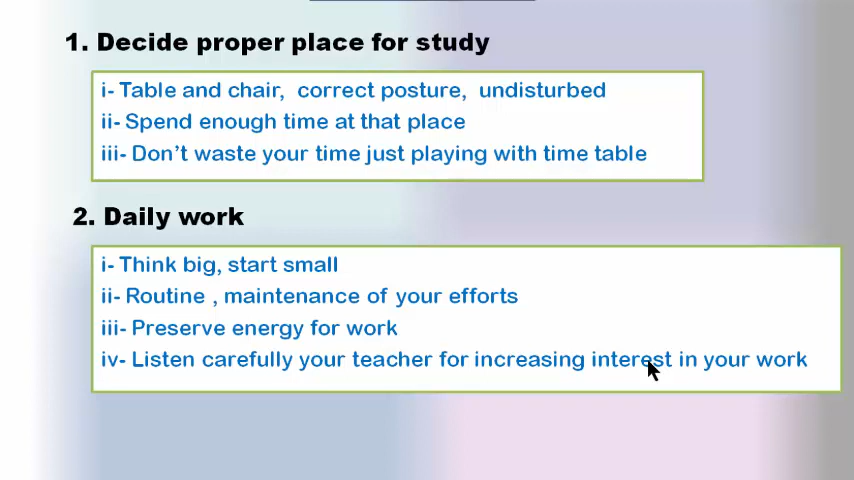 1. Decide proper place for study
i- Table and chair, correct posture, undisturbed
ii- Spend enough time at that place
iii- Don’t waste your time just playing with time table
2. Daily work
i- Think big, start small
ii- Routine , maintenance of your efforts
iii- Preserve energy for work
iv- Listen carefully your teacher for increasing interest in your work